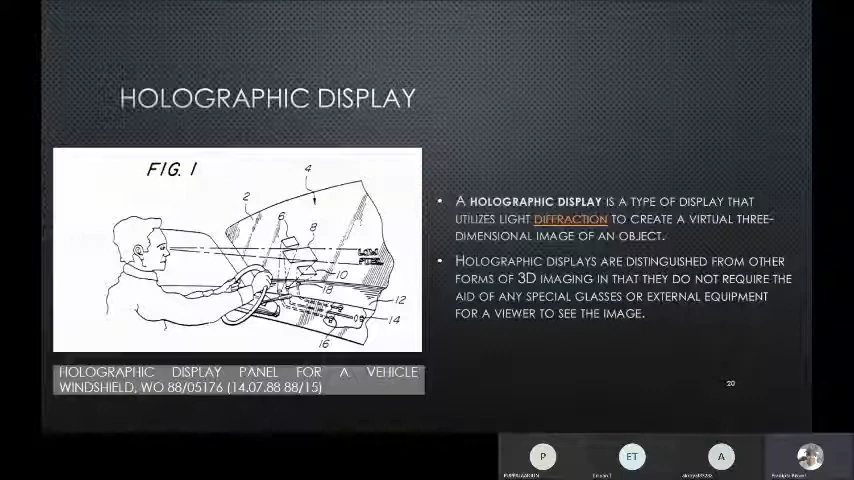 HOLOGRAPHIC DISPLAY
FIG. 1
4
2
6
8
LOW
FUEL
10
18
12
14
16
HOLOGRAPHIC DISPLAY PANEL FOR A VEHICLE
WINDSHIELD, WO 88/05176 (14.07.88 88/15)
• A HOLOGRAPHIC DISPLAY IS A TYPE OF DISPLAY THAT
UTILIZES LIGHT DIFFRACTION TO CREATE A VIRTUAL THREE-
DIMENSIONAL IMAGE OF AN OBJECT.
• HOLOGRAPHIC DISPLAYS ARE DISTINGUISHED FROM OTHER
FORMS OF 3D IMAGING IN THAT THEY DO NOT REQUIRE THE
AID OF ANY SPECIAL GLASSES OR EXTERNAL EQUIPMENT
FOR A VIEWER TO SEE THE IMAGE.
20
P
ET
A